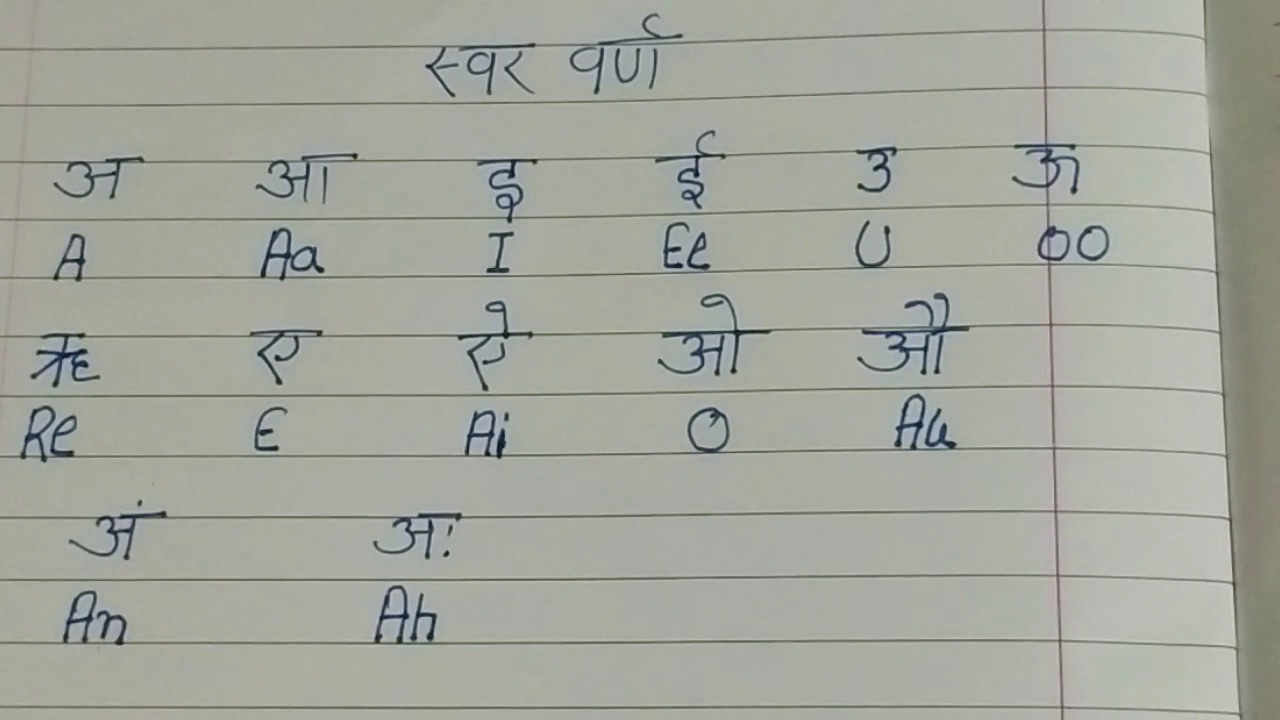 स्वर वर्ण
अ आ इ ई उ ऊ
A Aa I Ee U OO
ऋ ए ऐ ओ औ
Re E Ai O Au
अं अः
An Ah